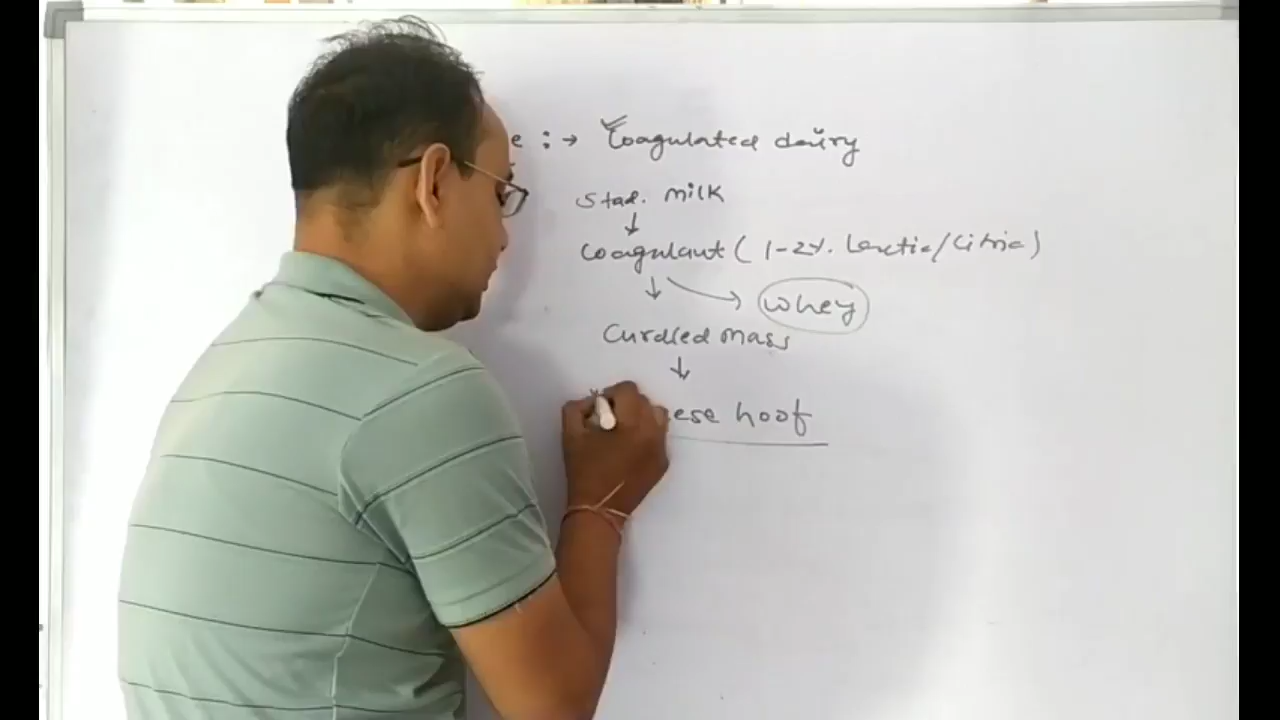 e :→ Coagulated dairy
Stad. milk
↓
Coagulant ( 1-2%. Lactic/Citric)
↓ → Whey
Curdled mass
↓
ese hoof